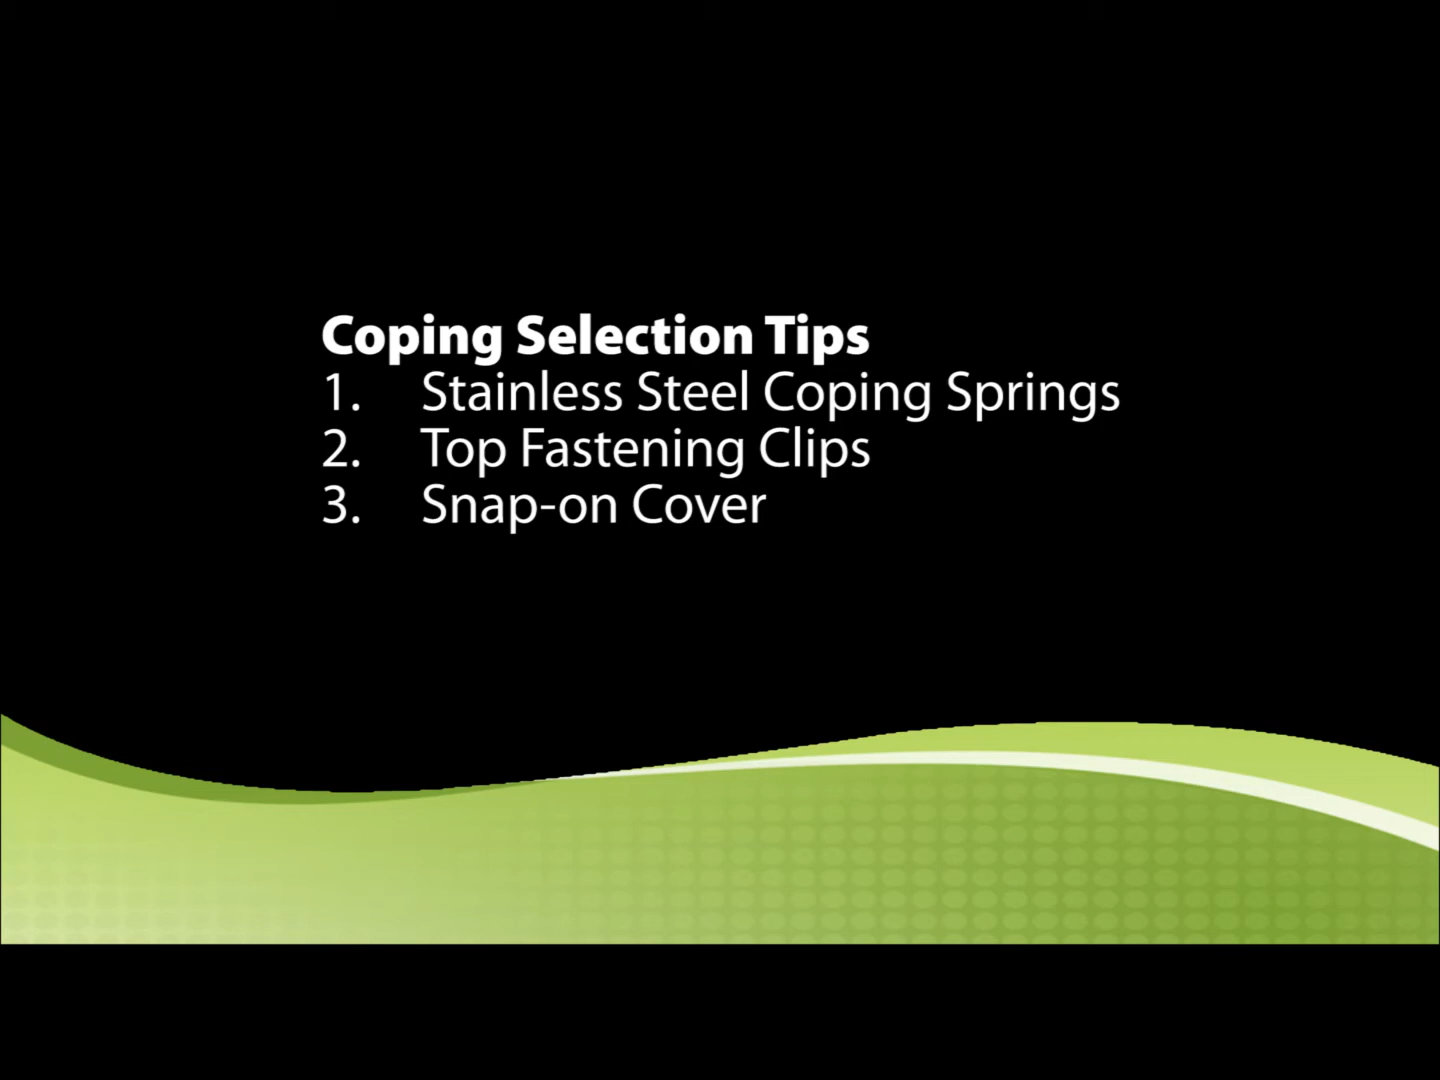 Coping Selection Tips
1. Stainless Steel Coping Springs
2. Top Fastening Clips
3. Snap-on Cover